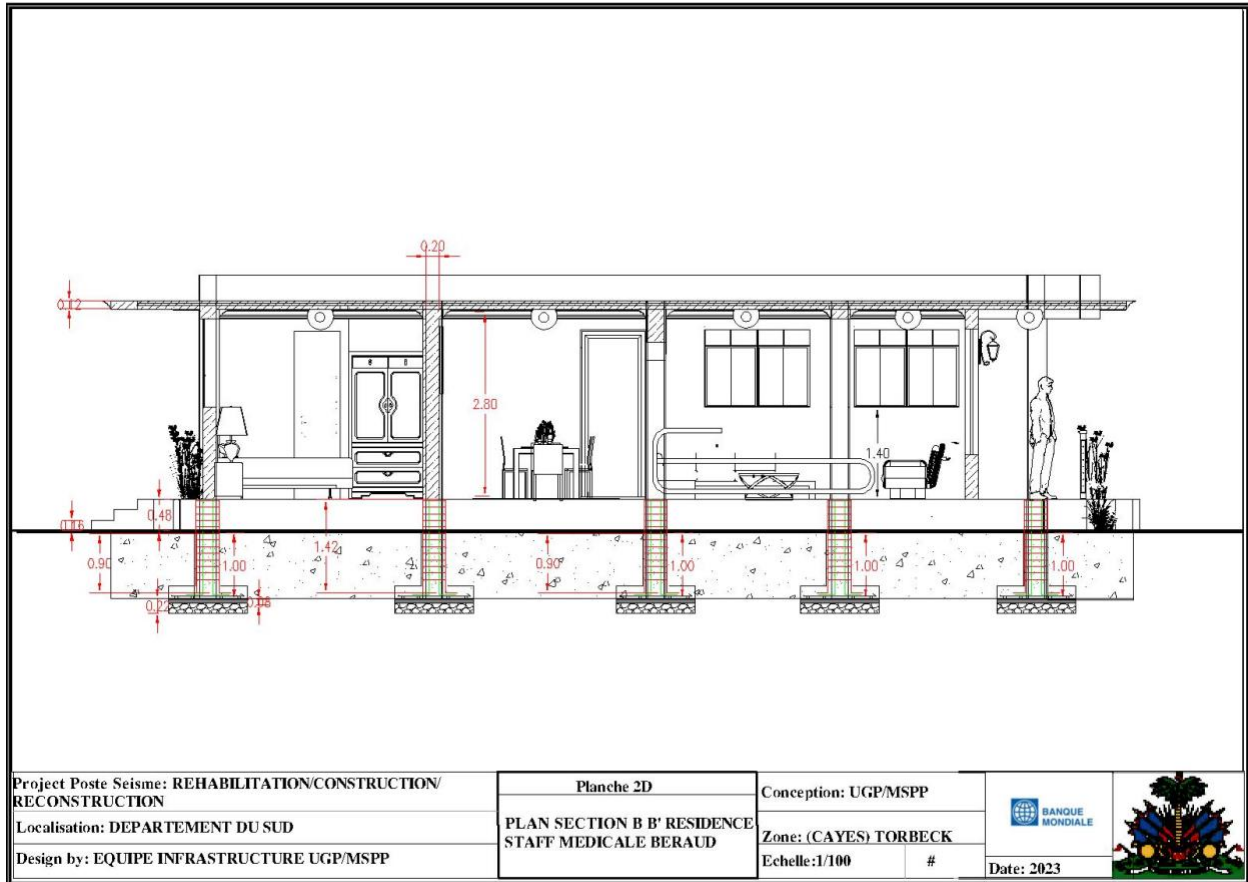 0.20
0.12
2.80
1.40
0.48
0.16
1.42
0.90
1.00
0.90
1.00
1.00
1.00
0.22
Project Poste Seisme: REHABILITATION/CONSTRUCTION/
RECONSTRUCTION
Localisation: DEPARTEMENT DU SUD
Design by: EQUIPE INFRASTRUCTURE UGP/MSPP
Planche 2D
PLAN SECTION B B' RESIDENCE
STAFF MEDICALE BERAUD
Conception: UGP/MSPP
Zone: (CAYES) TORBECK
Echelle:1/100
#
BANQUE
MONDIALE
Date: 2023